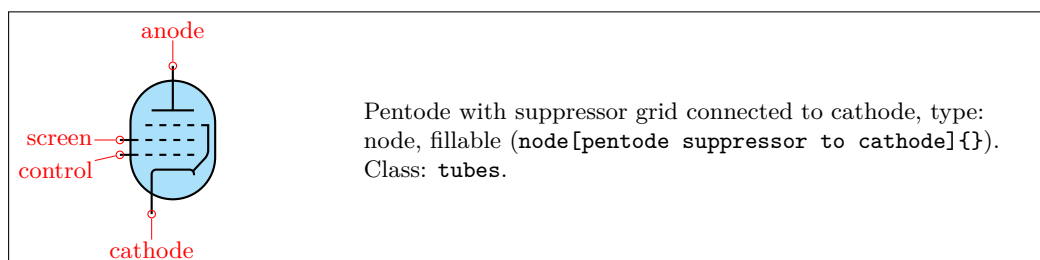 anode
screen
control
cathode
Pentode with suppressor grid connected to cathode, type:
node, fillable (node[pentode suppressor to cathode]{}).
Class: tubes.